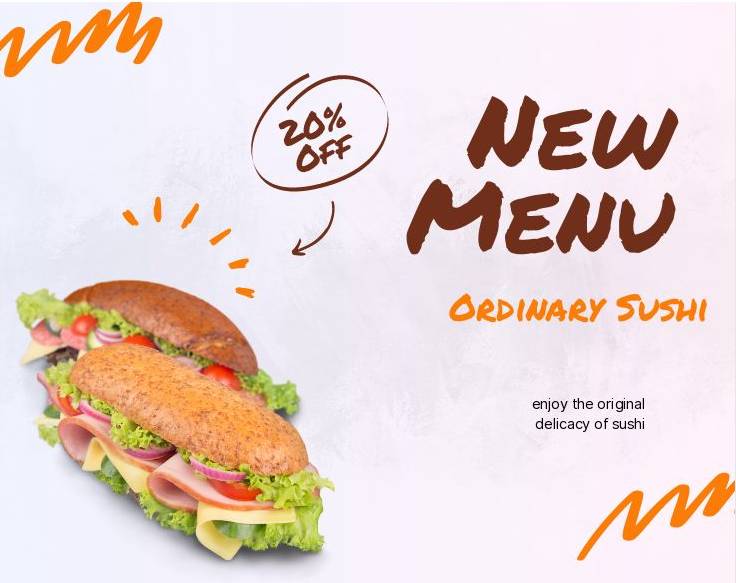 20%
OFF
NEW
MENU
ORDINARY SUSHI
enjoy the original
delicacy of sushi